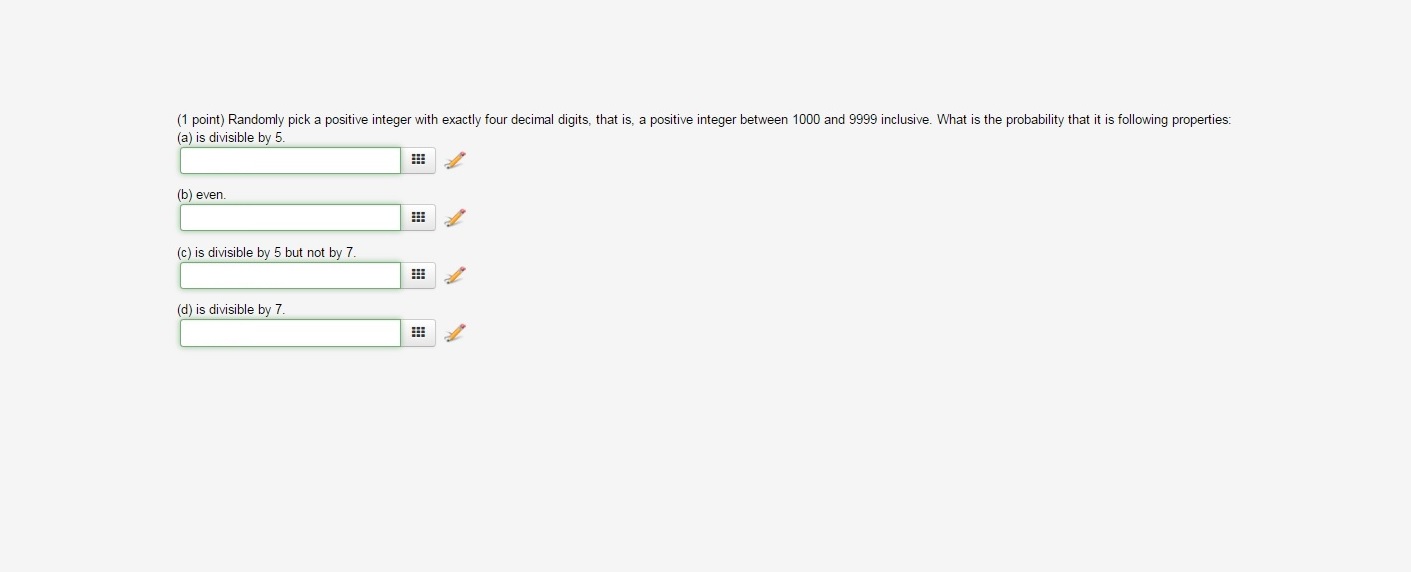 (1 point) Randomly pick a positive integer with exactly four decimal digits, that is, a positive integer between 1000 and 9999 inclusive. What is the probability that it is following properties:
(a) is divisible by 5.
(b) even.
(c) is divisible by 5 but not by 7.
(d) is divisible by 7.